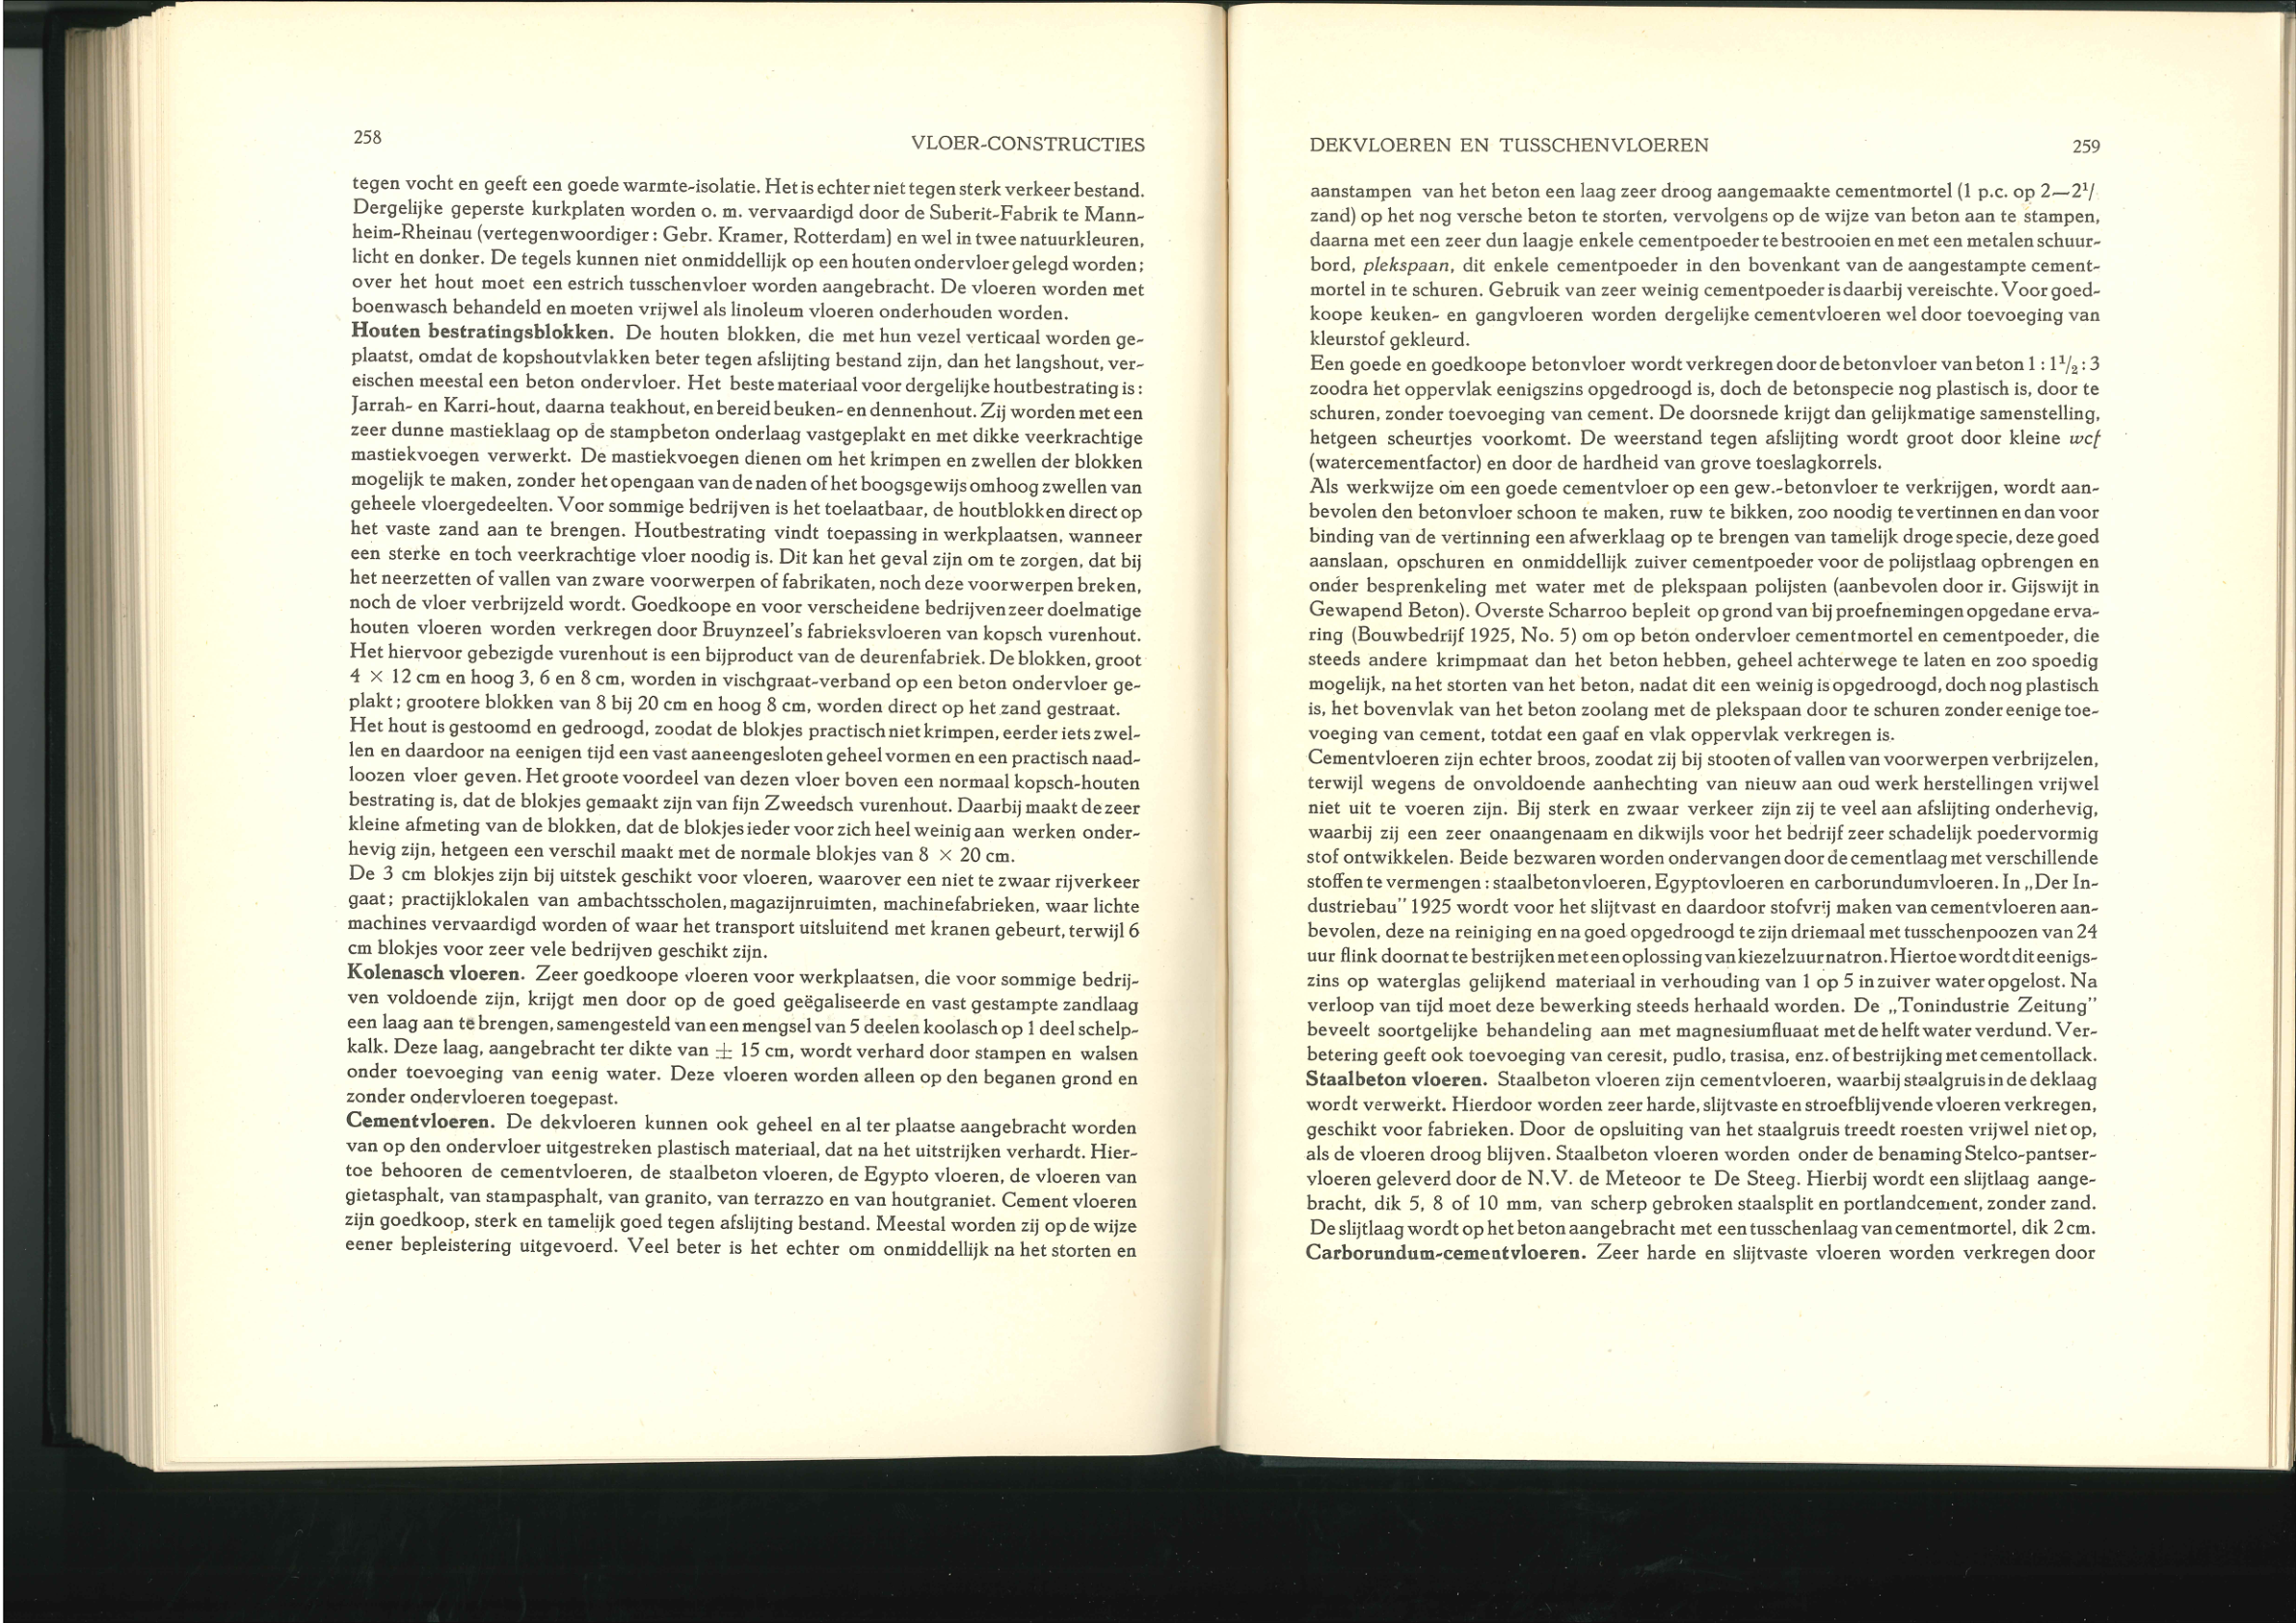 258
VLOER-CONSTRUCTIES
tegen vocht en geeft een goede warmte-isolatie. Het is echter niet tegen sterk verkeer bestand.
Dergelijke geperste kurkplaten worden o. m. vervaardigd door de Suberit-Fabrik te Mann-
heim-Rheinau (vertegenwoordiger: Gebr. Kramer, Rotterdam) en wel in twee natuurkleuren,
licht en donker. De tegels kunnen niet onmiddellijk op een houten ondervloer gelegd worden;
over het hout moet een estrich tusschenvloer worden aangebracht. De vloeren worden met
boenwasch behandeld en moeten vrijwel als linoleum vloeren onderhouden worden.
Houten bestratingsblokken. De houten blokken, die met hun vezel verticaal worden ge-
plaatst, omdat de kopshoutvlakken beter tegen afslijting bestand zijn, dan het langshout, ver-
eischen meestal een beton ondervloer. Het beste materiaal voor dergelijke houtbestrating is:
Jarrah- en Karri-hout, daarna teakhout, en bereid beuken- en dennenhout. Zij worden met een
zeer dunne mastieklaag op de stampbeton onderlaag vastgeplakt en met dikke veerkrachtige
mastiekvoegen verwerkt. De mastiekvoegen dienen om het krimpen en zwellen der blokken
mogelijk te maken, zonder het opengaan van de naden of het boogsgewijs omhoog zwellen van
geheele vloergedeelten. Voor sommige bedrijven is het toelaatbaar, de houtblokken direct op
het vaste zand aan te brengen. Houtbestrating vindt toepassing in werkplaatsen, wanneer
een sterke en toch veerkrachtige vloer noodig is. Dit kan het geval zijn om te zorgen, dat bij
het neerzetten of vallen van zware voorwerpen of fabrikaten, noch deze voorwerpen breken,
noch de vloer verbrijzeld wordt. Goedkoope en voor verscheidene bedrijven zeer doelmatige
houten vloeren worden verkregen door Bruynzeel's fabrieksvloeren van kopsch vurenhout.
Het hiervoor gebezigde vurenhout is een bijproduct van de deurenfabriek. De blokken, groot
4 × 12 cm en hoog 3, 6 en 8 cm, worden in vischgraat-verband op een beton ondervloer ge-
plakt; grootere blokken van 8 bij 20 cm en hoog 8 cm, worden direct op het zand gestraat.
Het hout is gestoomd en gedroogd, zoodat de blokjes practisch niet krimpen, eerder iets zwel-
len en daardoor na eenigen tijd een vast aaneengesloten geheel vormen en een practisch naad-
loozen vloer geven. Het groote voordeel van dezen vloer boven een normaal kopsch-houten
bestrating is, dat de blokjes gemaakt zijn van fijn Zweedsch vurenhout. Daarbij maakt de zeer
kleine afmeting van de blokken, dat de blokjes ieder voor zich heel weinig aan werken onder-
hevig zijn, hetgeen een verschil maakt met de normale blokjes van 8 × 20 cm.
De 3 cm blokjes zijn bij uitstek geschikt voor vloeren, waarover een niet te zwaar rijverkeer
gaat; practijklokalen van ambachtsscholen, magazijnruimten, machinefabrieken, waar lichte
machines vervaardigd worden of waar het transport uitsluitend met kranen gebeurt, terwijl 6
cm blokjes voor zeer vele bedrijven geschikt zijn.
Kolenasch vloeren. Zeer goedkoope vloeren voor werkplaatsen, die voor sommige bedrij-
ven voldoende zijn, krijgt men door op de goed geëgaliseerde en vast gestampte zandlaag
een laag aan te brengen, samengesteld van een mengsel van 5 deelen koolasch op 1 deel schelp-
kalk. Deze laag, aangebracht ter dikte van ± 15 cm, wordt verhard door stampen en walsen
onder toevoeging van eenig water. Deze vloeren worden alleen op den beganen grond en
zonder ondervloeren toegepast.
Cementvloeren. De dekvloeren kunnen ook geheel en al ter plaatse aangebracht worden
van op den ondervloer uitgestreken plastisch materiaal, dat na het uitstrijken verhardt. Hier-
toe behooren de cementvloeren, de staalbeton vloeren, de Egypto vloeren, de vloeren van
gietasphalt, van stampasphalt, van granito, van terrazzo en van houtgraniet. Cement vloeren
zijn goedkoop, sterk en tamelijk goed tegen afslijting bestand. Meestal worden zij op de wijze
eener bepleistering uitgevoerd. Veel beter is het echter om onmiddellijk na het storten en
DEKVLOEREN EN TUSSCHENVLOEREN
259
aanstampen van het beton een laag zeer droog aangemaakte cementmortel (1 p.c. op 2—2¹/
zand) op het nog versche beton te storten, vervolgens op de wijze van beton aan te stampen,
daarna met een zeer dun laagje enkele cementpoeder te bestrooien en met een metalen schuur-
bord, plekspaan, dit enkele cementpoeder in den bovenkant van de aangestampte cement-
mortel in te schuren. Gebruik van zeer weinig cementpoeder is daarbij vereischte. Voor goed-
koope keuken- en gangvloeren worden dergelijke cementvloeren wel door toevoeging van
kleurstof gekleurd.
Een goede en goedkoope betonvloer wordt verkregen door de betonvloer van beton 1 : 1¹/₂ : 3
zoodra het oppervlak eenigszins opgedroogd is, doch de betonspecie nog plastisch is, door te
schuren, zonder toevoeging van cement. De doorsnede krijgt dan gelijkmatige samenstelling,
hetgeen scheurtjes voorkomt. De weerstand tegen afslijting wordt groot door kleine wcf
(watercementfactor) en door de hardheid van grove toeslagkorrels.
Als werkwijze om een goede cementvloer op een gew.-betonvloer te verkrijgen, wordt aan-
bevolen den betonvloer schoon te maken, ruw te bikken, zoo noodig te vertinnen en dan voor
binding van de vertinning een afwerklaag op te brengen van tamelijk droge specie, deze goed
aanslaan, opschuren en onmiddellijk zuiver cementpoeder voor de polijstlaag opbrengen en
onder besprenkeling met water met de plekspaan polijsten (aanbevolen door ir. Gijswijt in
Gewapend Beton). Overste Scharroo bepleit op grond van bij proefnemingen opgedane erva-
ring (Bouwbedrijf 1925, No. 5) om op beton ondervloer cementmortel en cementpoeder, die
steeds andere krimpmaat dan het beton hebben, geheel achterwege te laten en zoo spoedig
mogelijk, na het storten van het beton, nadat dit een weinig is opgedroogd, doch nog plastisch
is, het bovenvlak van het beton zoolang met de plekspaan door te schuren zonder eenige toe-
voeging van cement, totdat een gaaf en vlak oppervlak verkregen is.
Cementvloeren zijn echter broos, zoodat zij bij stooten of vallen van voorwerpen verbrijzelen,
terwijl wegens de onvoldoende aanhechting van nieuw aan oud werk herstellingen vrijwel
niet uit te voeren zijn. Bij sterk en zwaar verkeer zijn zij te veel aan afslijting onderhevig,
waarbij zij een zeer onaangenaam en dikwijls voor het bedrijf zeer schadelijk poedervormig
stof ontwikkelen. Beide bezwaren worden ondervangen door de cementlaag met verschillende
stoffen te vermengen: staalbetonvloeren, Egyptovloeren en carborundumvloeren. In „Der In-
dustriebau" 1925 wordt voor het slijtvast en daardoor stofvrij maken van cementvloeren aan-
bevolen, deze na reiniging en na goed opgedroogd te zijn driemaal met tusschenpoozen van 24
uur flink doornat te bestrijken met een oplossing van kiezelzuurnatron. Hiertoe wordt dit eenigs-
zins op waterglas gelijkend materiaal in verhouding van 1 op 5 in zuiver water opgelost. Na
verloop van tijd moet deze bewerking steeds herhaald worden. De „Tonindustrie Zeitung"
beveelt soortgelijke behandeling aan met magnesiumfluaat met de helft water verdund. Ver-
betering geeft ook toevoeging van ceresit, pudlo, trasisa, enz. of bestrijking met cementollack.
Staalbeton vloeren. Staalbeton vloeren zijn cementvloeren, waarbij staalgruis in de deklaag
wordt verwerkt. Hierdoor worden zeer harde, slijtvaste en stroefblijvende vloeren verkregen,
geschikt voor fabrieken. Door de opsluiting van het staalgruis treedt roesten vrijwel niet op,
als de vloeren droog blijven. Staalbeton vloeren worden onder de benaming Stelco-pantser-
vloeren geleverd door de N.V. de Meteoor te De Steeg. Hierbij wordt een slijtlaag aange-
bracht, dik 5, 8 of 10 mm, van scherp gebroken staalsplit en portlandcement, zonder zand.
De slijtlaag wordt op het beton aangebracht met een tusschenlaag van cementmortel, dik 2 cm.
Carborundum-cementvloeren. Zeer harde en slijtvaste vloeren worden verkregen door